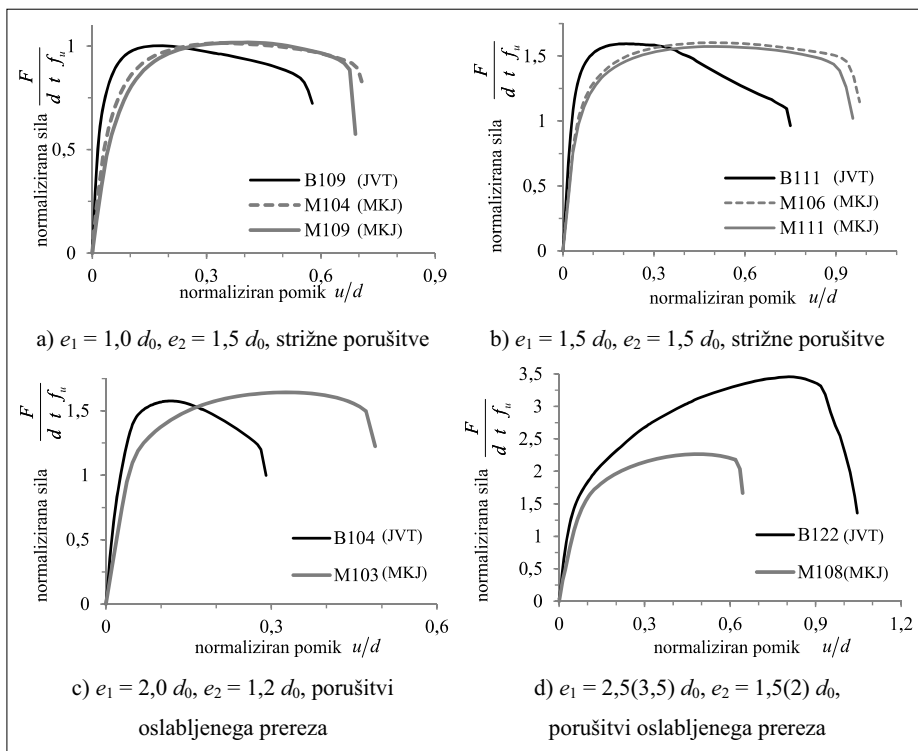 normalizirana sila F / d t f_u
1,5
1
0,5
0
0 0,3 0,6 0,9
normaliziran pomik u/d
B109 (JVT)
M104 (MKJ)
M109 (MKJ)
a) e1 = 1,0 d0, e2 = 1,5 d0, strižne porušitve
normalizirana sila F / d t f_u
1,5
1
0,5
0
0 0,3 0,6 0,9
normaliziran pomik u/d
B111 (JVT)
M106 (MKJ)
M111 (MKJ)
b) e1 = 1,5 d0, e2 = 1,5 d0, strižne porušitve
normalizirana sila F / d t f_u
1,5
1
0,5
0
0 0,3 0,6
normaliziran pomik u/d
B104 (JVT)
M103 (MKJ)
c) e1 = 2,0 d0, e2 = 1,2 d0, porušitvi
oslabljenega prereza
normalizirana sila F / d t f_u
3,5
3
2,5
2
1,5
1
0,5
0
0 0,3 0,6 0,9 1,2
normaliziran pomik u/d
B122 (JVT)
M108(MKJ)
d) e1 = 2,5(3,5) d0, e2 = 1,5(2) d0,
porušitvi oslabljenega prereza